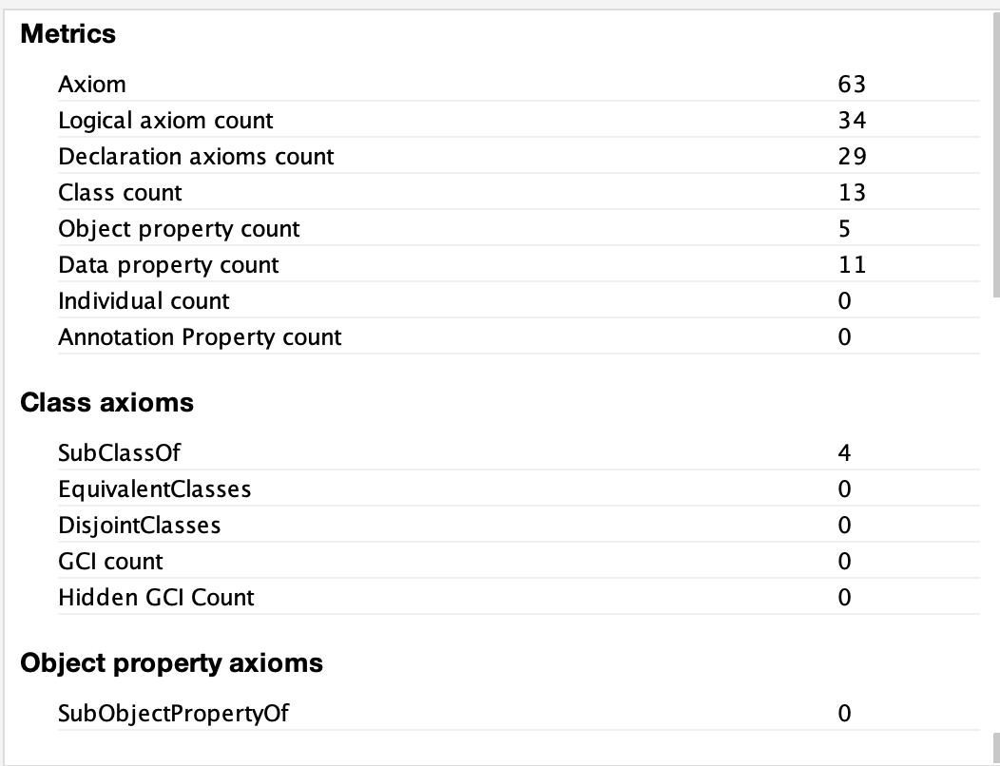 Metrics
Axiom 63
Logical axiom count 34
Declaration axioms count 29
Class count 13
Object property count 5
Data property count 11
Individual count 0
Annotation Property count 0
Class axioms
SubClassOf 4
EquivalentClasses 0
DisjointClasses 0
GCI count 0
Hidden GCI Count 0
Object property axioms
SubObjectPropertyOf 0